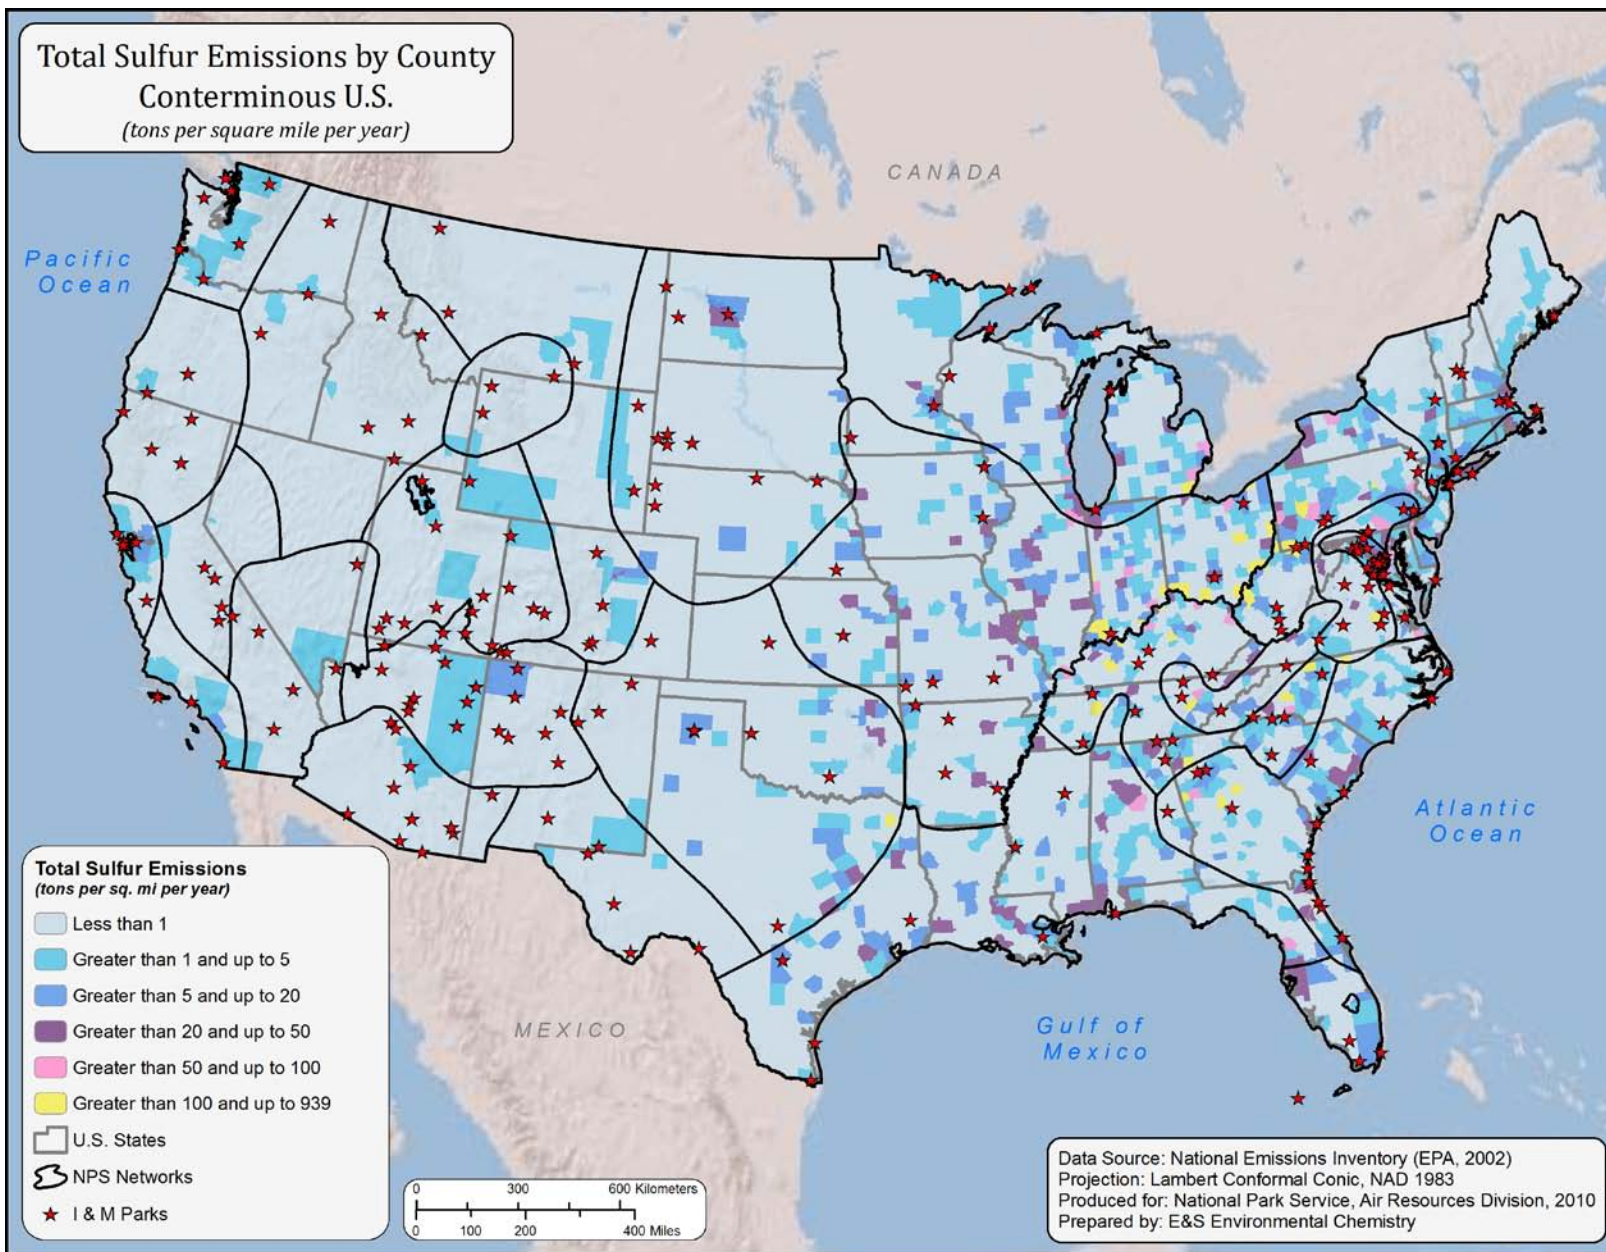 Total Sulfur Emissions by County
Conterminous U.S.
(tons per square mile per year)
CANADA
Pacific
Ocean
Atlantic
Ocean
Gulf of
Mexico
MEXICO
Total Sulfur Emissions
(tons per sq. mi per year)
Less than 1
Greater than 1 and up to 5
Greater than 5 and up to 20
Greater than 20 and up to 50
Greater than 50 and up to 100
Greater than 100 and up to 939
U.S. States
NPS Networks
I & M Parks
0 300 600 Kilometers
0 100 200 400 Miles
Data Source: National Emissions Inventory (EPA, 2002)
Projection: Lambert Conformal Conic, NAD 1983
Produced for: National Park Service, Air Resources Division, 2010
Prepared by: E&S Environmental Chemistry